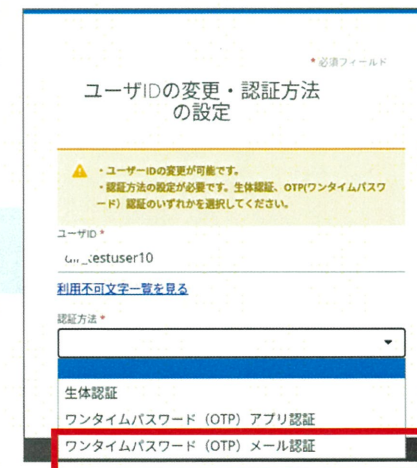 *必須フィールド
ユーザIDの変更・認証方法
の設定
・ユーザーIDの変更が可能です。
・認証方法の設定が必要です。生体認証、OTP(ワンタイムパスワ
ード）認証のいずれかを選択してください。
ユーザID *
_testuser10
利用不可文字一覧を見る
認証方法 *
生体認証
ワンタイムパスワード（OTP）アプリ認証
ワンタイムパスワード（OTP）メール認証